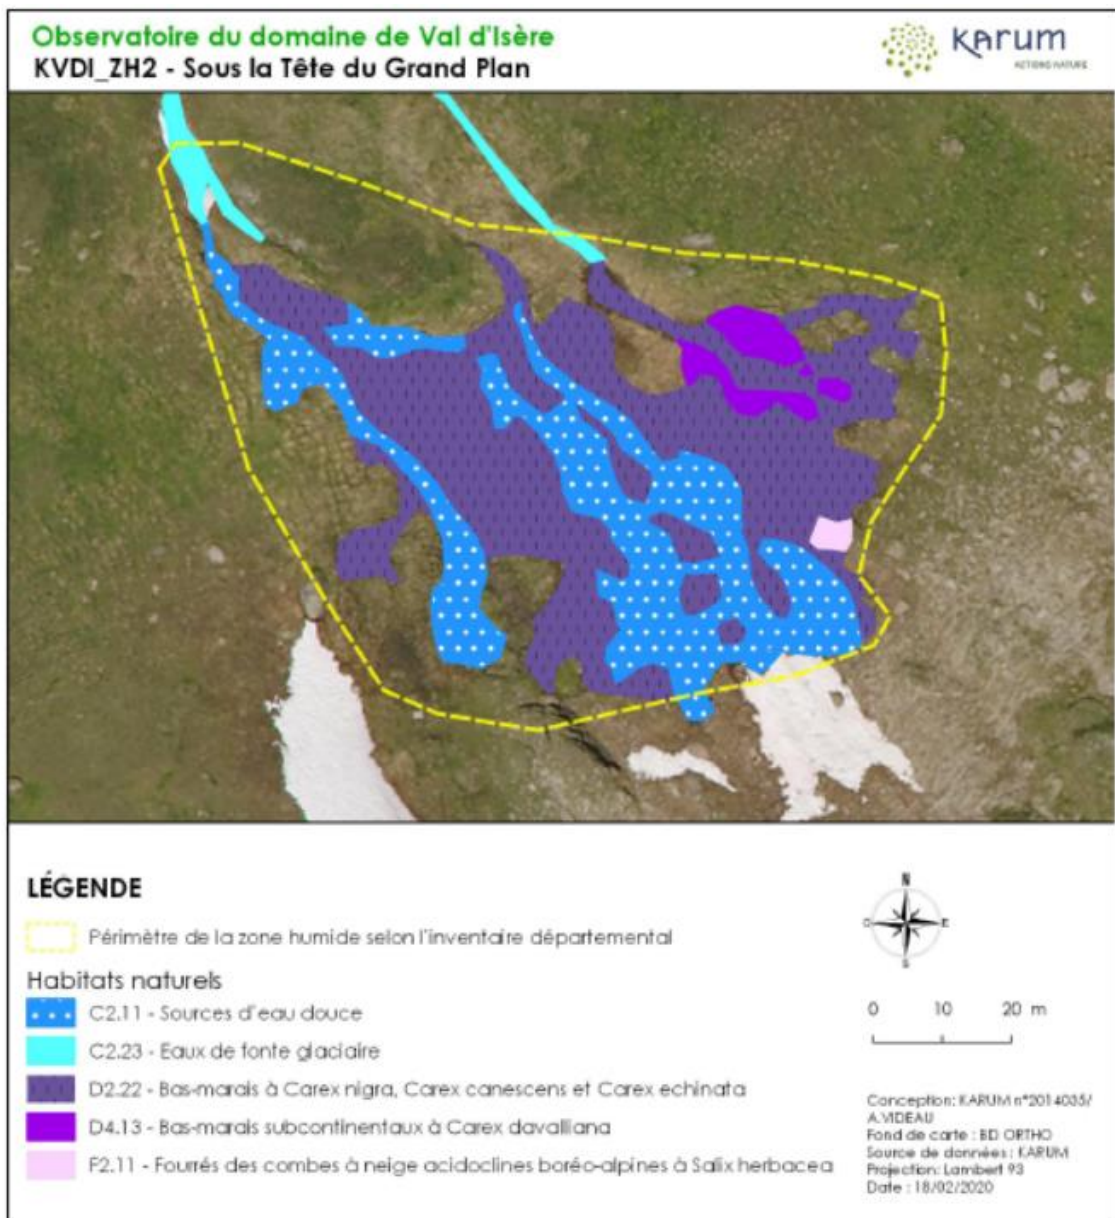 Observatoire du domaine de Val d'Isère
KVDI_ZH2 - Sous la Tête du Grand Plan
KARUM
ACTIONS NATURE
LÉGENDE
Périmètre de la zone humide selon l'inventaire départemental
Habitats naturels
C2.11 - Sources d'eau douce
C2.23 - Eaux de fonte glaciaire
D2.22 - Bas-marais à Carex nigra, Carex canescens et Carex echinata
D4.13 - Bas-marais subcontinentaux à Carex davalliana
F2.11 - Fourrés des combes à neige acidoclines boréo-alpines à Salix herbacea
N
O E
S
0 10 20 m
Conception: KARUM n°2014035/
A.VIDEAU
Fond de carte : BD ORTHO
Source de données : KARUM
Projection: Lambert 93
Date : 18/02/2020